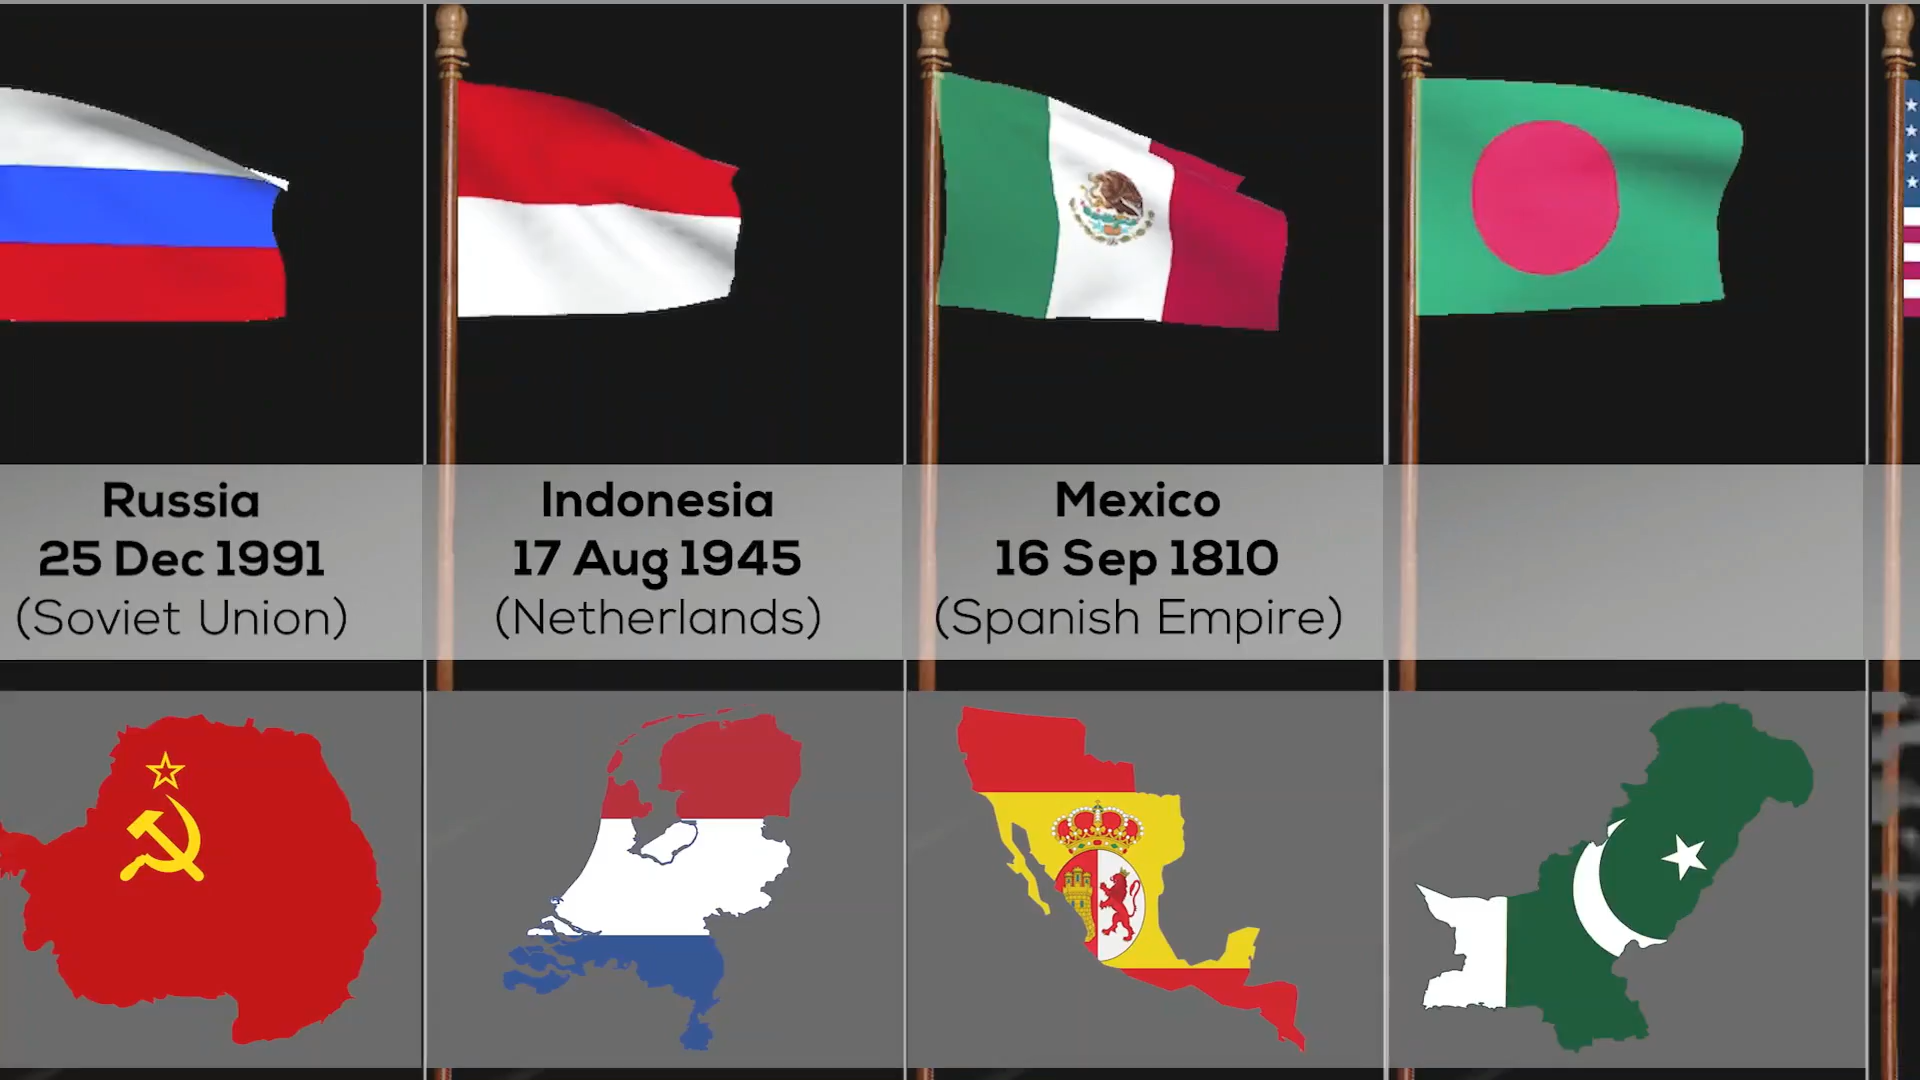 Russia
25 Dec 1991
(Soviet Union)
Indonesia
17 Aug 1945
(Netherlands)
Mexico
16 Sep 1810
(Spanish Empire)